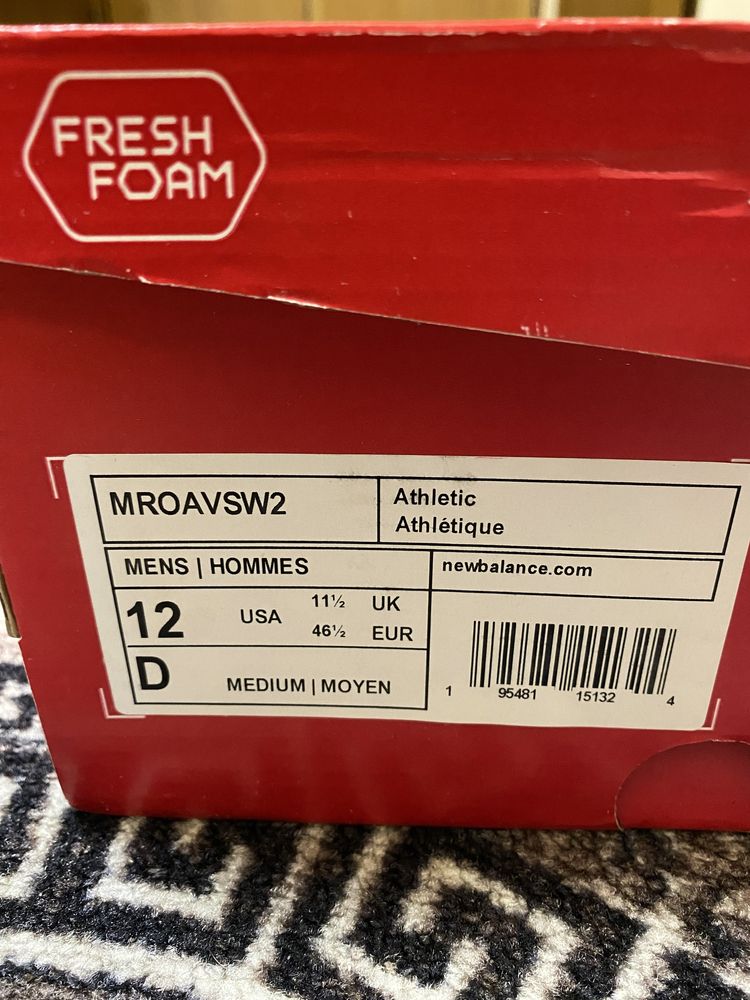 FRESH
FOAM
MROAVSW2
Athletic
Athlétique
MENS | HOMMES
newbalance.com
12 USA 11½ UK
46½ EUR
D MEDIUM | MOYEN
1 95481 15132 4